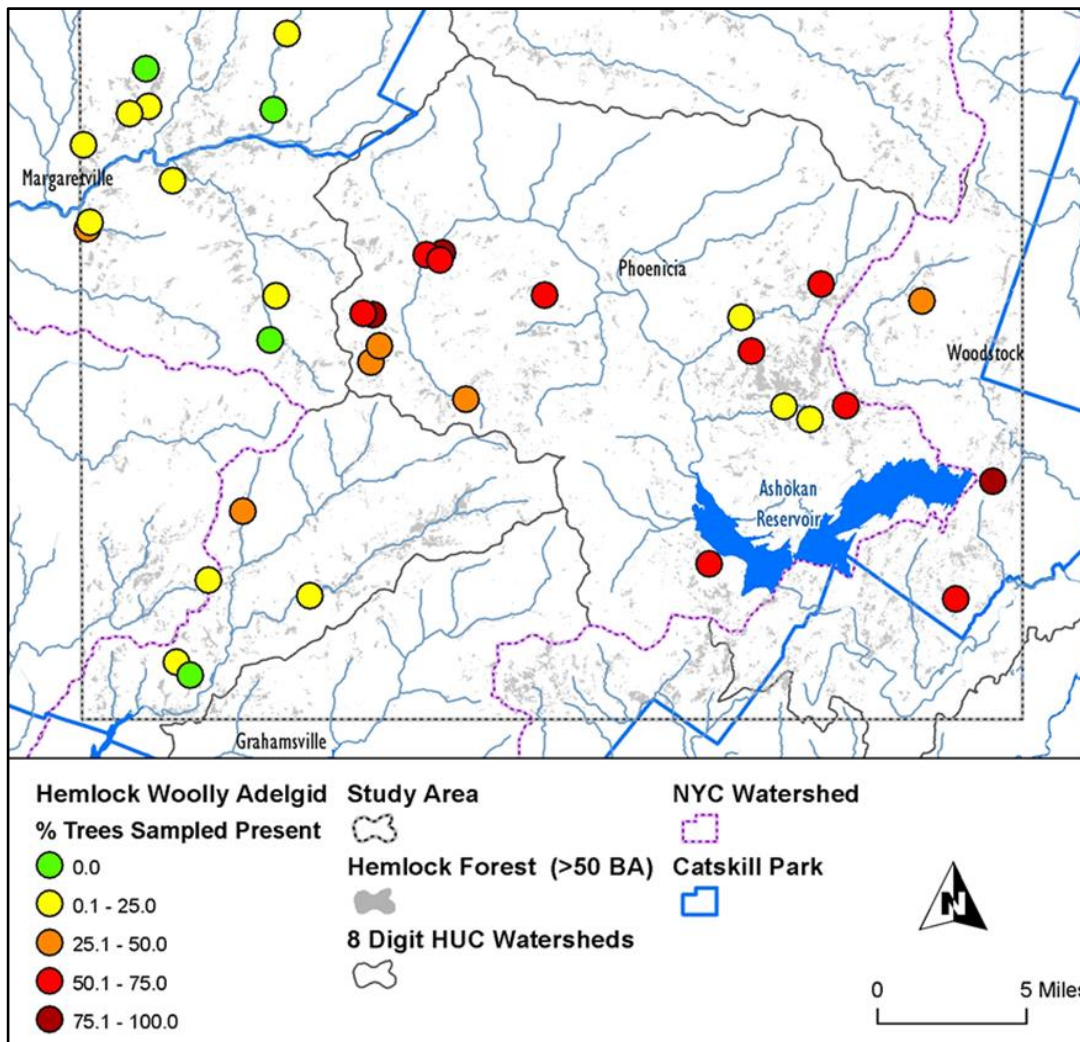 Margaretville
Phoenicia
Woodstock
Ashokan
Reservoir
Grahamsville
Hemlock Woolly Adelgid
% Trees Sampled Present
0.0
0.1 - 25.0
25.1 - 50.0
50.1 - 75.0
75.1 - 100.0
Study Area
Hemlock Forest (>50 BA)
8 Digit HUC Watersheds
NYC Watershed
Catskill Park
N
0 5 Miles